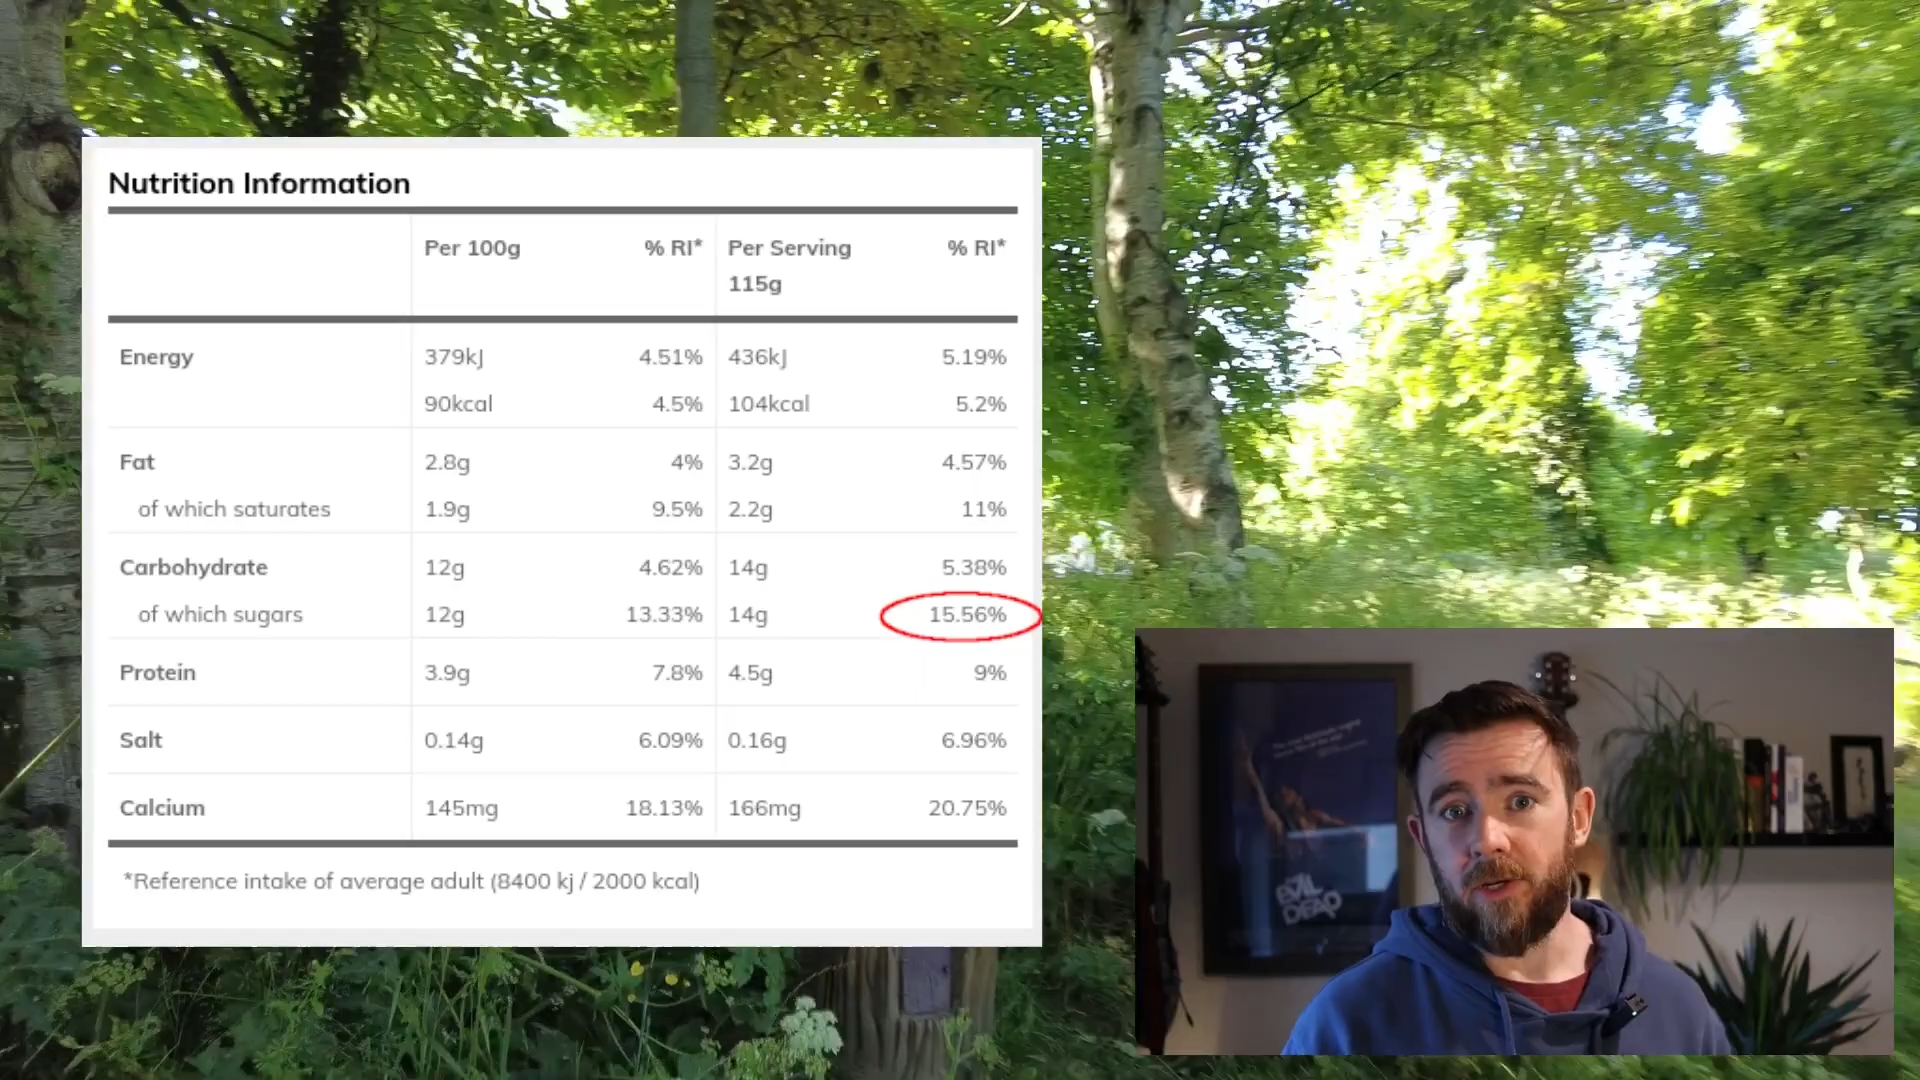 Nutrition Information
Per 100g % RI* Per Serving 115g % RI*
Energy 379kJ 4.51% 436kJ 5.19%
90kcal 4.5% 104kcal 5.2%
Fat 2.8g 4% 3.2g 4.57%
of which saturates 1.9g 9.5% 2.2g 11%
Carbohydrate 12g 4.62% 14g 5.38%
of which sugars 12g 13.33% 14g 15.56%
Protein 3.9g 7.8% 4.5g 9%
Salt 0.14g 6.09% 0.16g 6.96%
Calcium 145mg 18.13% 166mg 20.75%
*Reference intake of average adult (8400 kj / 2000 kcal)
THE EVIL
DEAD